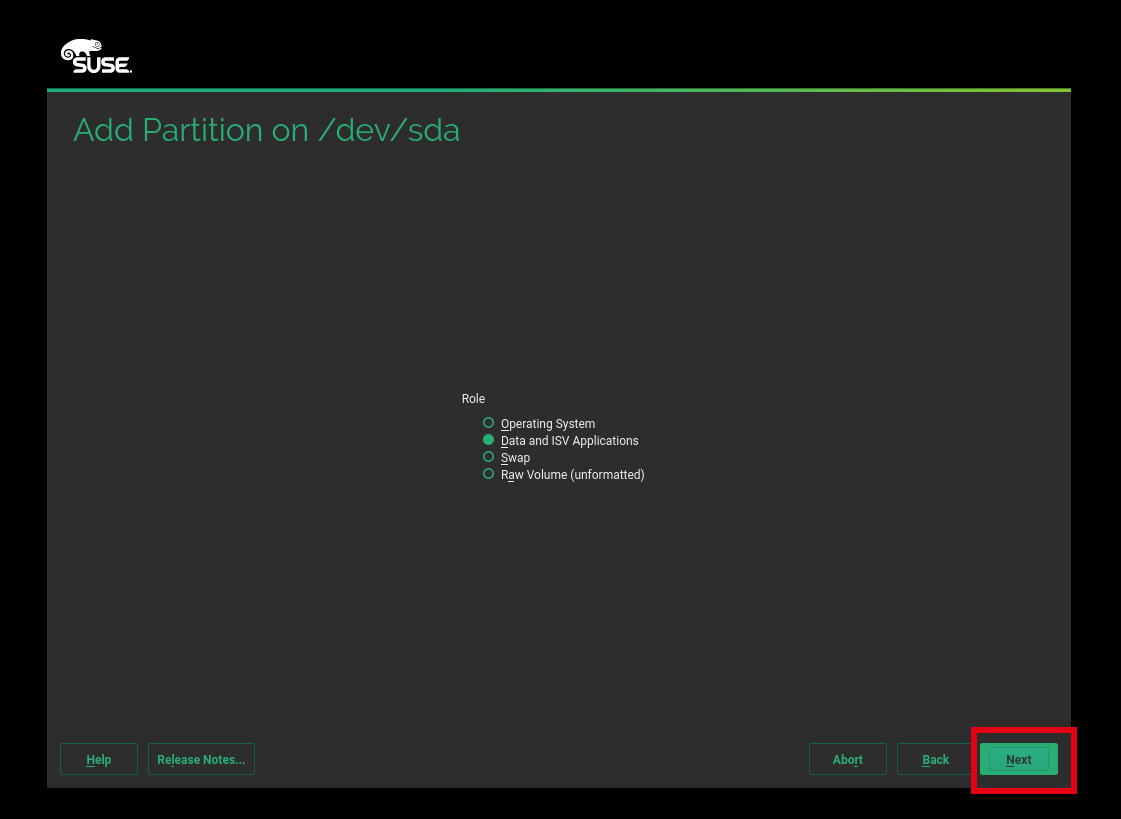 SUSE.
Add Partition on /dev/sda
Role
Operating System
Data and ISV Applications
Swap
Raw Volume (unformatted)
Help Release Notes... Abort Back Next